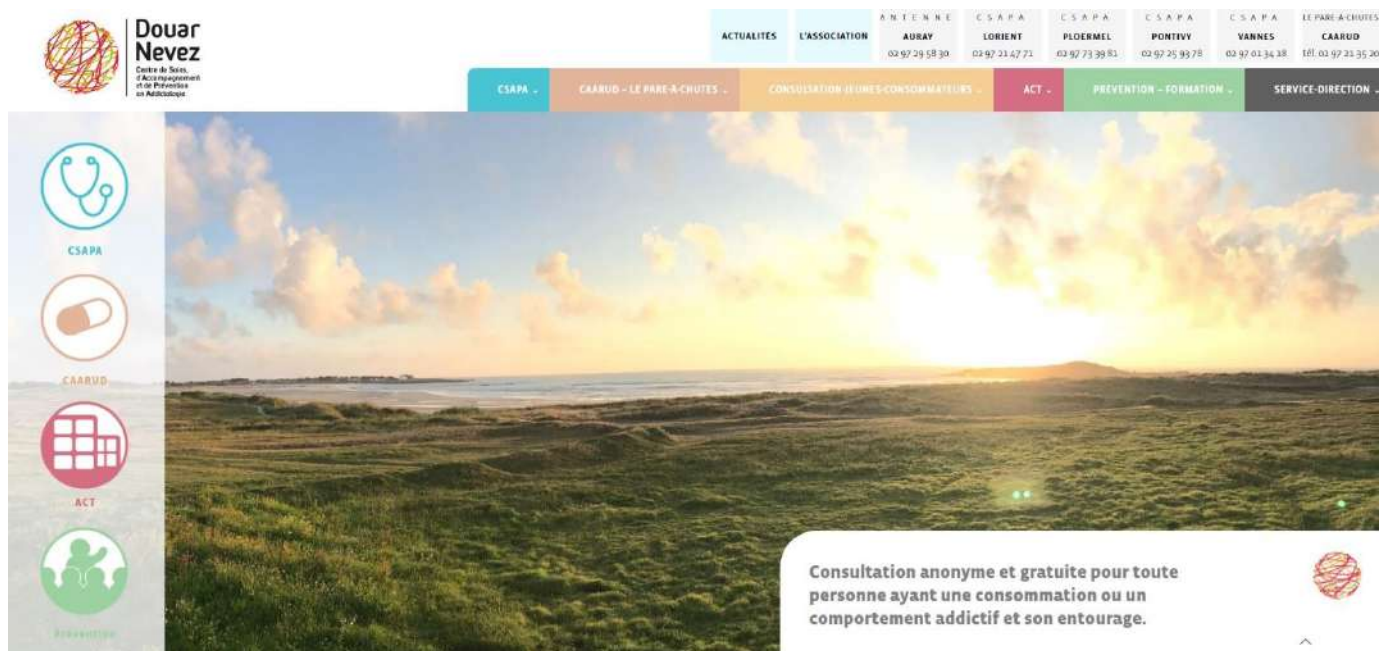 Douar
Nevez
Centre de Soins,
d'Accompagnement
et de Prévention
en Addictologie
ACTUALITÉS
L'ASSOCIATION
ANTENNE
AURAY
02 97 29 58 30
CSAPA
LORIENT
02 97 21 47 71
CSAPA
PLOERMEL
02 97 73 39 81
CSAPA
PONTIVY
02 97 25 93 78
CSAPA
VANNES
02 97 01 34 38
LE PARE-A-CHUTES
CAARUD
tél. 02 97 21 35 20
CSAPA
CAARUD – LE PARE-A-CHUTES
CONSULTATION JEUNES CONSOMMATEURS
ACT
PRÉVENTION – FORMATION
SERVICE-DIRECTION
CSAPA
CAARUD
ACT
Prévention
Consultation anonyme et gratuite pour toute
personne ayant une consommation ou un
comportement addictif et son entourage.